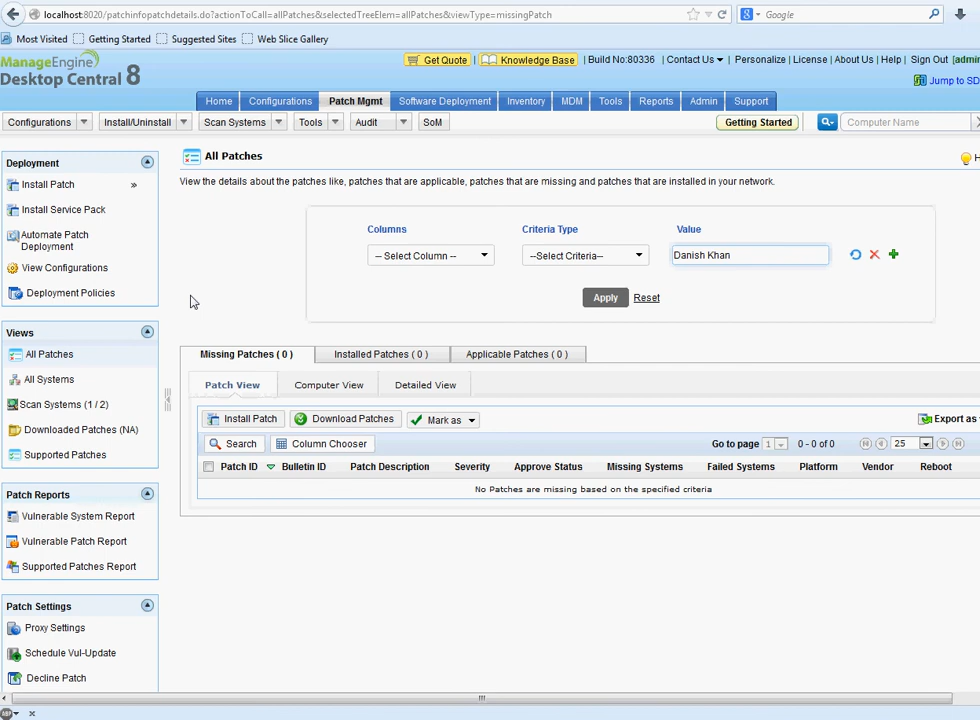 localhost:8020/patchinfopatchdetails.do?actionToCall=allPatches&selectedTreeElem=allPatches&viewType=missingPatch
Google
Most Visited Getting Started Suggested Sites Web Slice Gallery
ManageEngine
Desktop Central 8
Get Quote | Knowledge Base | Build No:80336 | Contact Us | Personalize | License | About Us | Help | Sign Out [admi
Jump to SD
Home Configurations Patch Mgmt Software Deployment Inventory MDM Tools Reports Admin Support
Configurations Install/Uninstall Scan Systems Tools Audit SoM Getting Started Computer Name
Deployment
Install Patch »
Install Service Pack
Automate Patch
Deployment
View Configurations
Deployment Policies
Views
All Patches
All Systems
Scan Systems (1 / 2)
Downloaded Patches (NA)
Supported Patches
Patch Reports
Vulnerable System Report
Vulnerable Patch Report
Supported Patches Report
Patch Settings
Proxy Settings
Schedule Vul-Update
Decline Patch
All Patches
H
View the details about the patches like, patches that are applicable, patches that are missing and patches that are installed in your network.
Columns Criteria Type Value
-- Select Column -- --Select Criteria-- Danish Khan
Apply Reset
Missing Patches ( 0 ) Installed Patches ( 0 ) Applicable Patches ( 0 )
Patch View Computer View Detailed View
Install Patch Download Patches Mark as Export as
Search Column Chooser Go to page 1 0 - 0 of 0 25
Patch ID Bulletin ID Patch Description Severity Approve Status Missing Systems Failed Systems Platform Vendor Reboot
No Patches are missing based on the specified criteria
ABP